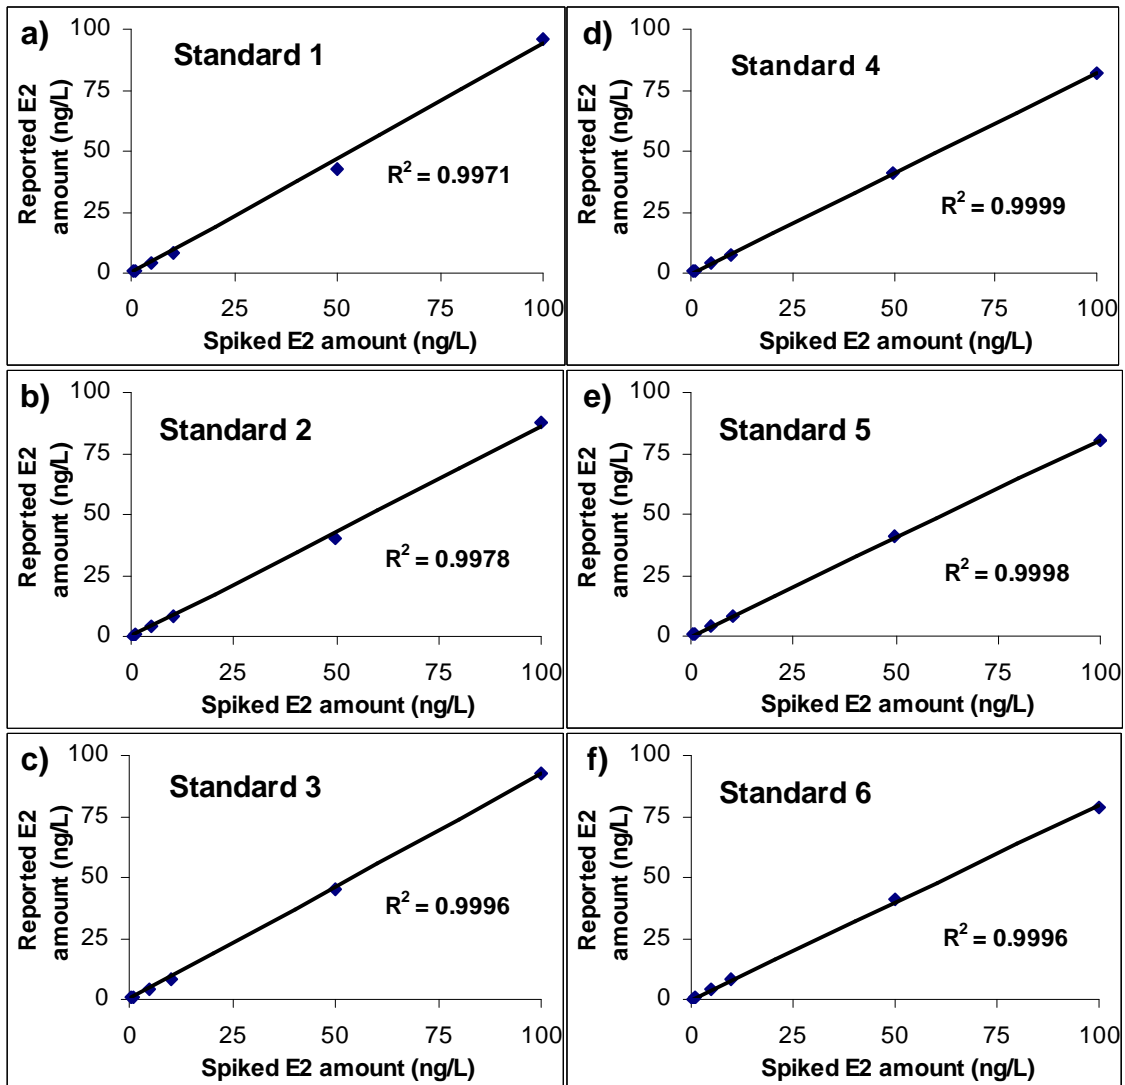 a)
Standard 1
Reported E2
amount (ng/L)
100
75
50
25
0
R² = 0.9971
0 25 50 75 100
Spiked E2 amount (ng/L)
d)
Standard 4
Reported E2
amount (ng/L)
100
75
50
25
0
R² = 0.9999
0 25 50 75 100
Spiked E2 amount (ng/L)
b)
Standard 2
Reported E2
amount (ng/L)
100
75
50
25
0
R² = 0.9978
0 25 50 75 100
Spiked E2 amount (ng/L)
e)
Standard 5
Reported E2
amount (ng/L)
100
75
50
25
0
R² = 0.9998
0 25 50 75 100
Spiked E2 amount (ng/L)
c)
Standard 3
Reported E2
amount (ng/L)
100
75
50
25
0
R² = 0.9996
0 25 50 75 100
Spiked E2 amount (ng/L)
f)
Standard 6
Reported E2
amount (ng/L)
100
75
50
25
0
R² = 0.9996
0 25 50 75 100
Spiked E2 amount (ng/L)